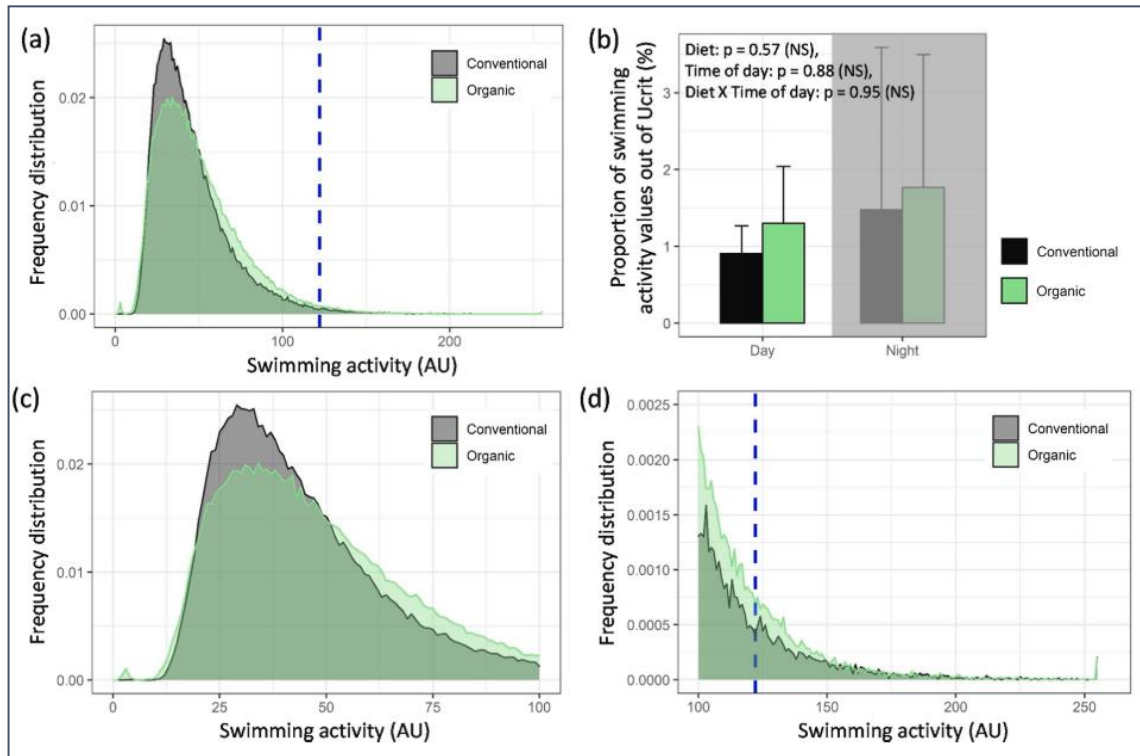 (a)
Conventional
Organic
0.02
0.01
0.00
Frequency distribution
0
100
200
Swimming activity (AU)
(b)
Diet: p = 0.57 (NS),
Time of day: p = 0.88 (NS),
Diet X Time of day: p = 0.95 (NS)
Proportion of swimming
activity values out of Ucrit (%)
3
2
1
0
Day
Night
Conventional
Organic
(c)
Conventional
Organic
0.02
0.01
0.00
Frequency distribution
0
25
50
75
100
Swimming activity (AU)
(d)
Conventional
Organic
0.0025
0.0020
0.0015
0.0010
0.0005
0.0000
Frequency distribution
100
150
200
250
Swimming activity (AU)